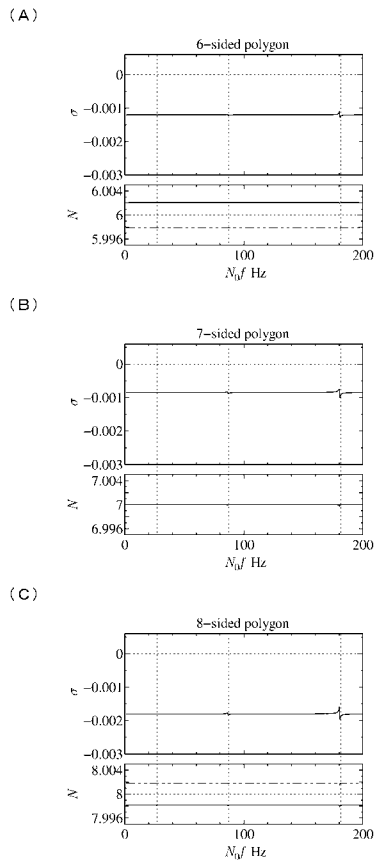 （A）
6−sided polygon
0
−0.001
σ
−0.002
−0.003
6.004
N
6
5.996
0
100
200
N₀f Hz
（B）
7−sided polygon
0
−0.001
σ
−0.002
−0.003
7.004
N
7
6.996
0
100
200
N₀f Hz
（C）
8−sided polygon
0
−0.001
σ
−0.002
−0.003
8.004
N
8
7.996
0
100
200
N₀f Hz